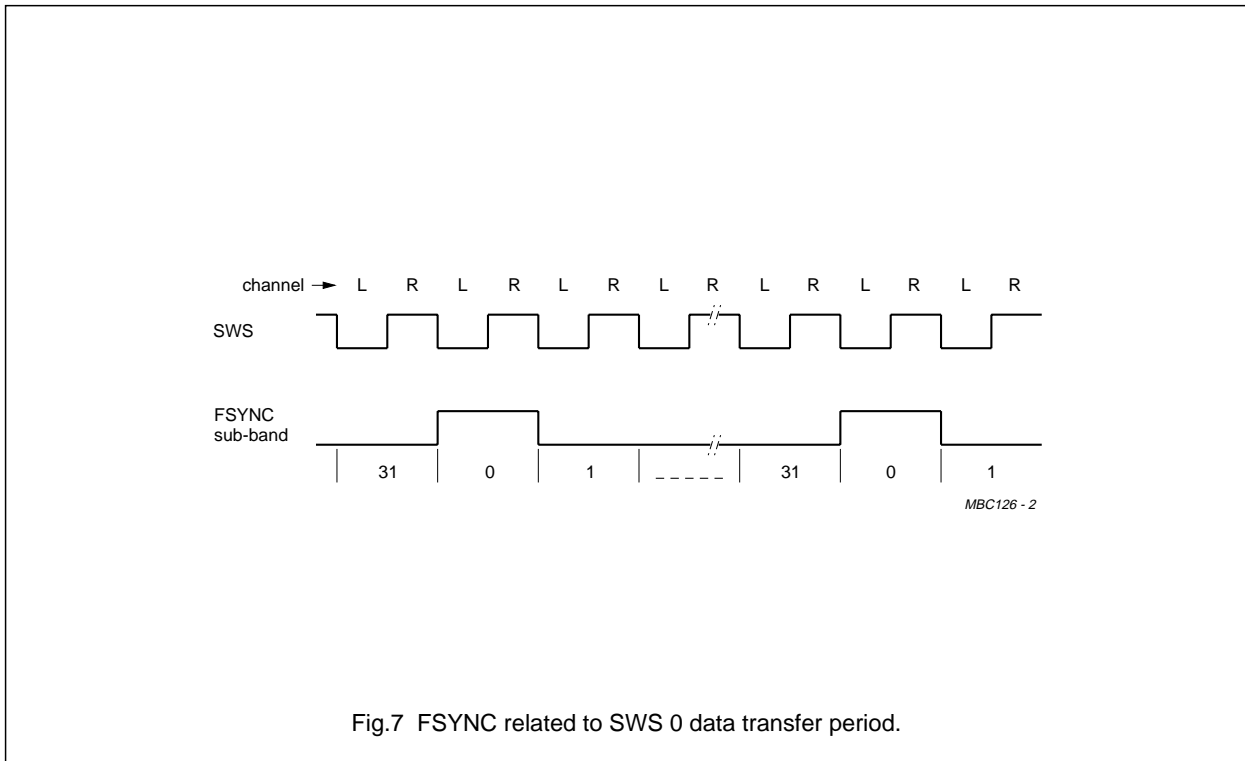 channel → L R L R L R L R L R L R L R
SWS
FSYNC
sub-band
31 0 1 _ _ _ _ _ 31 0 1
MBC126 - 2
Fig.7 FSYNC related to SWS 0 data transfer period.